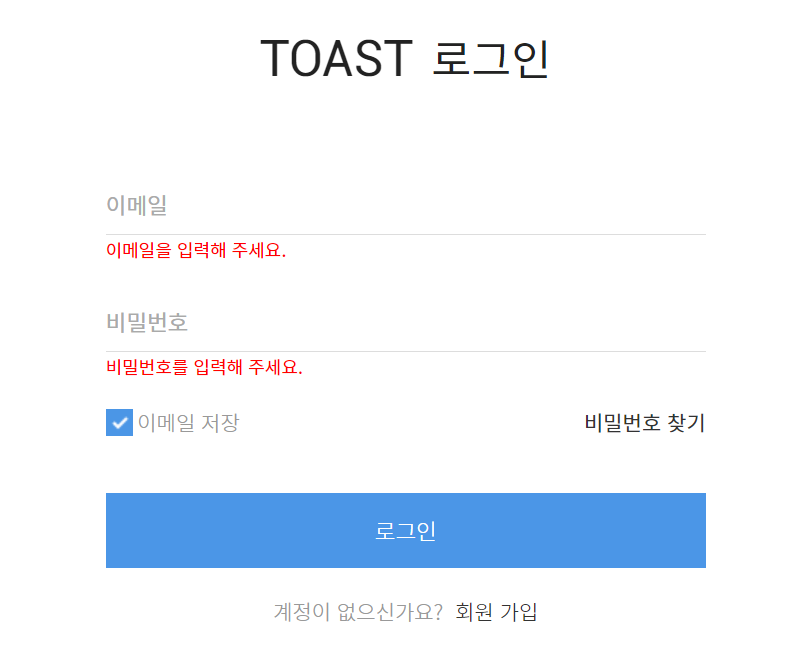 TOAST 로그인
이메일
이메일을 입력해 주세요.
비밀번호
비밀번호를 입력해 주세요.
이메일 저장 비밀번호 찾기
로그인
계정이 없으신가요? 회원 가입